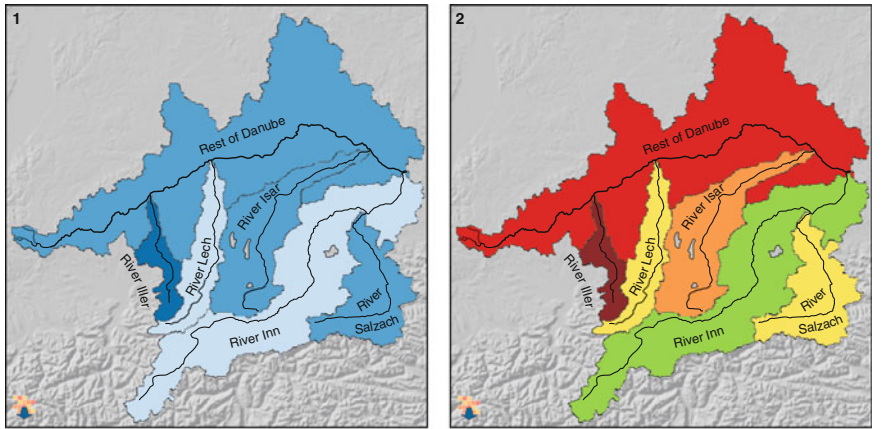 1
Rest of Danube
River Isar
River Lech
River Iller
River Inn
River
Salzach
2
Rest of Danube
River Isar
River Lech
River Iller
River Inn
River
Salzach